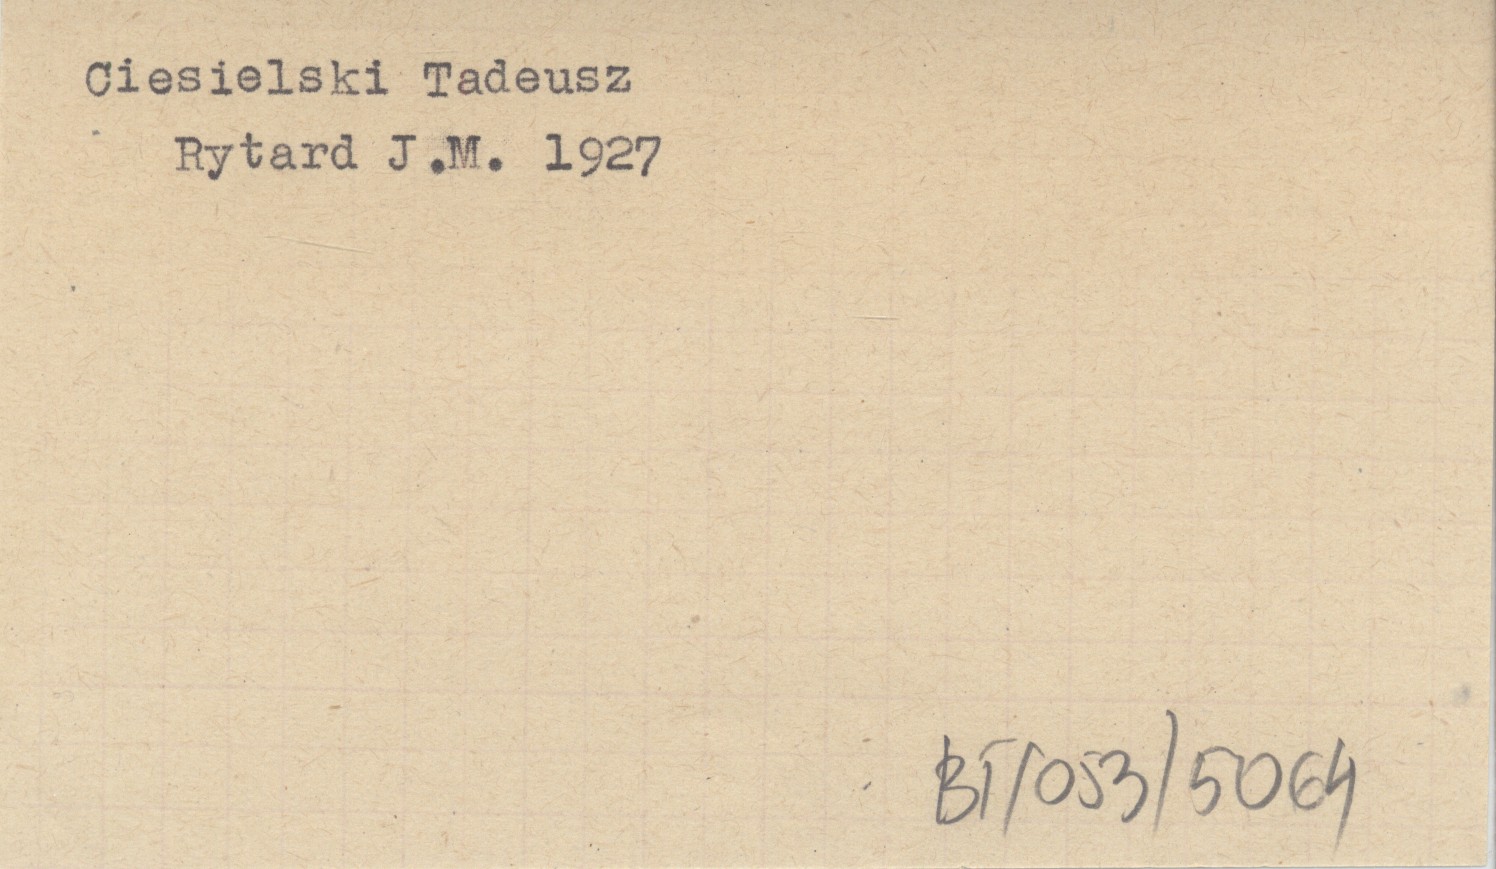 Ciesielski Tadeusz
Rytard J.M. 1927
BT/053/5064